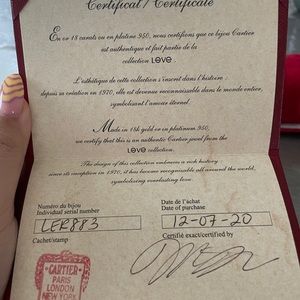 Certificat / Certificate
En or 18 carats ou en platine 950, nous certifions que ce bijou Cartier
est authentique et fait partie de la
collection LOVE
L'esthétique de cette collection s'inscrit dans l'histoire :
depuis sa création en 1970, elle est devenue reconnaissable dans le monde entier,
symbolisant l'amour éternel.
Made in 18k gold or in platinum 950,
we certify that this is an authentic Cartier jewel from the
LOVE collection.
The design of this collection embraces a rich history :
since its inception in 1970, it has become recognisable all around the world,
symbolising everlasting love.
Numéro du bijou
Individual serial number
LER883
Date de l'achat
Date of purchase
12-07-20
Cachet/stamp
Certifié exact/certified by
CARTIER
PARIS
LONDON
NEW YORK